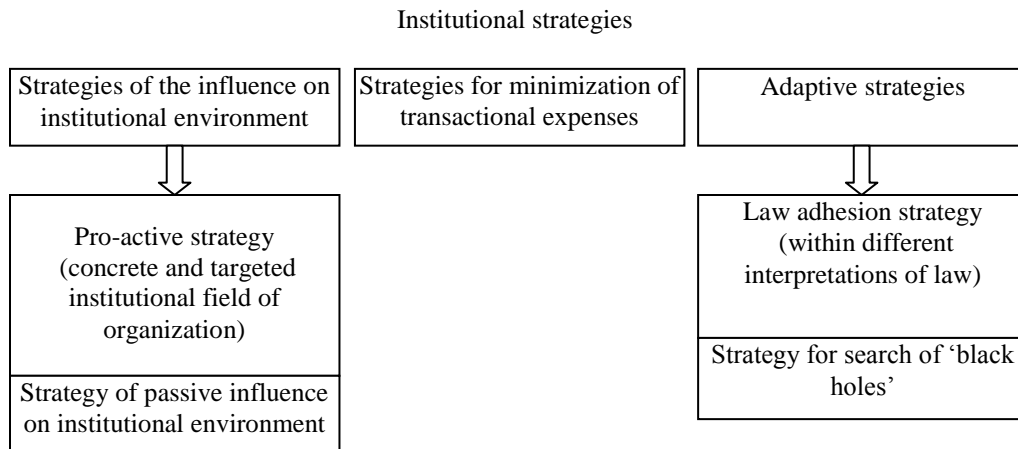 Institutional strategies
Strategies of the influence on
institutional environment
Strategies for minimization of
transactional expenses
Adaptive strategies
Pro-active strategy
(concrete and targeted
institutional field of
organization)
Strategy of passive influence
on institutional environment
Law adhesion strategy
(within different
interpretations of law)
Strategy for search of ‘black
holes’